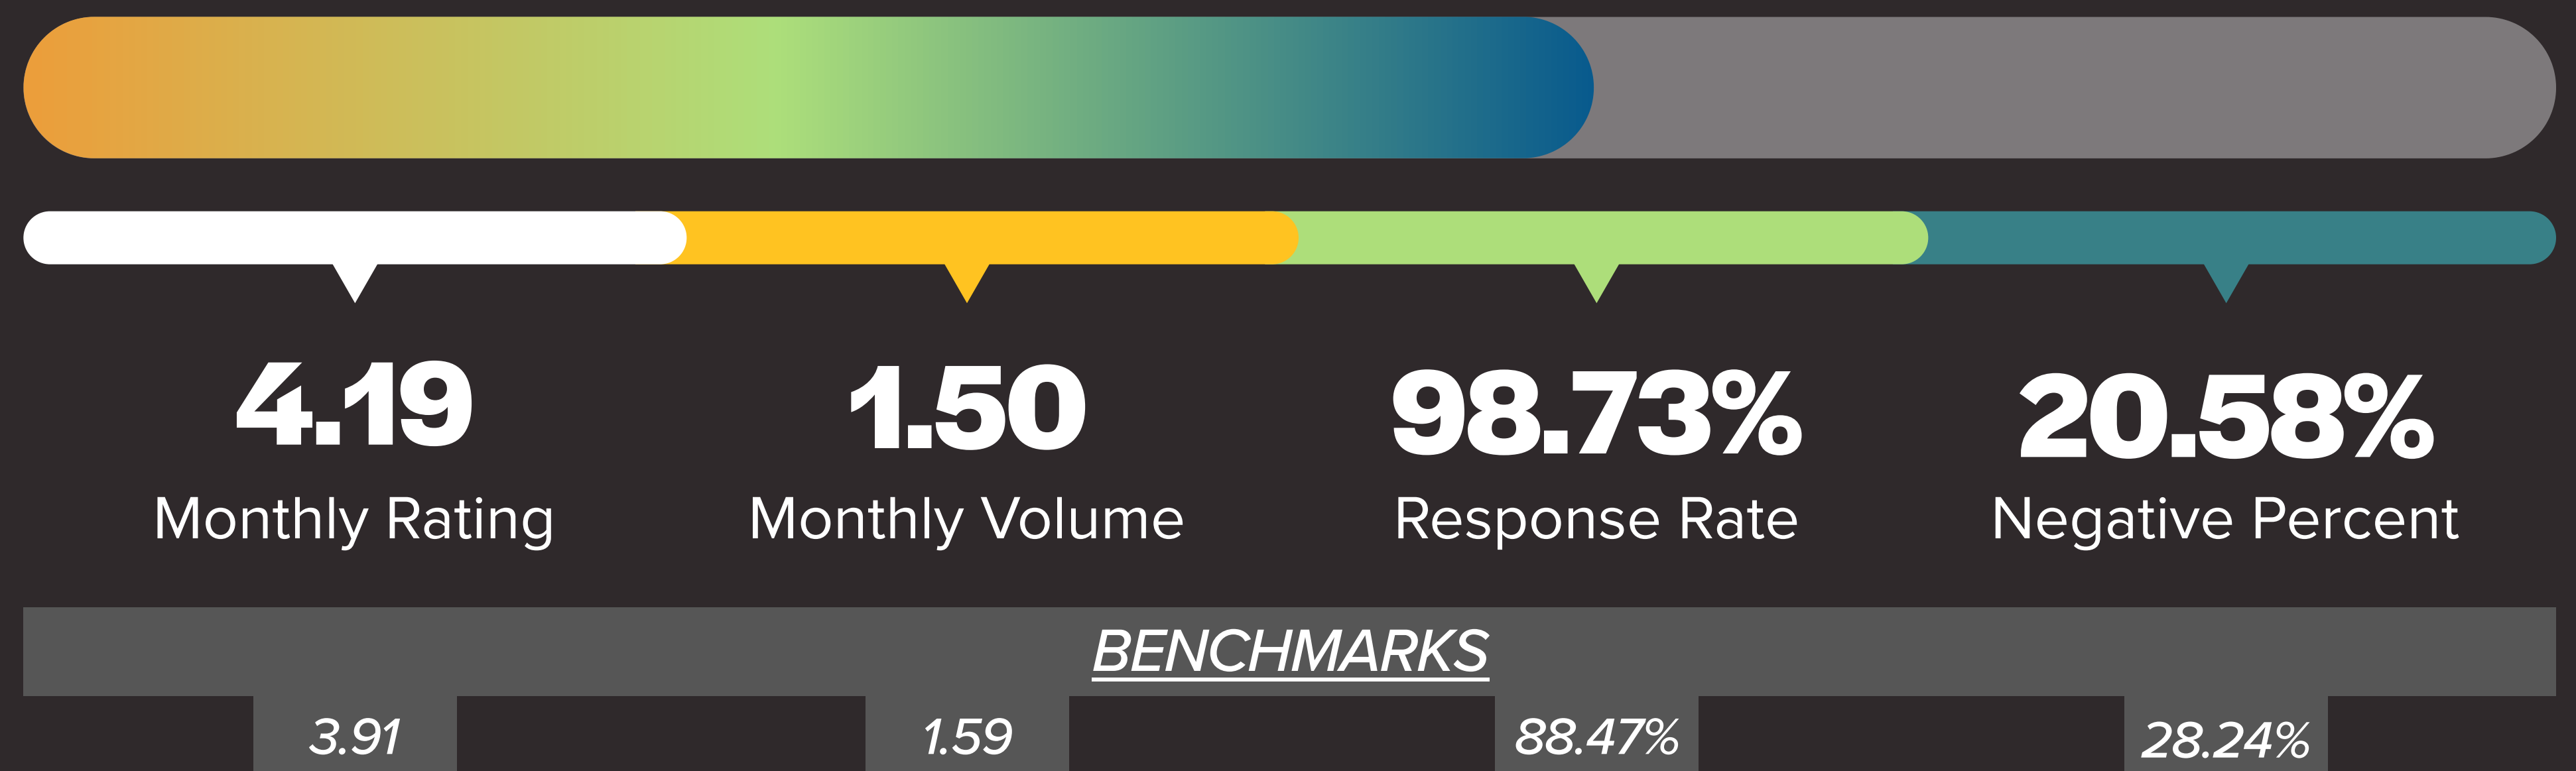 4.19 1.50 98.73% 20.58%
Monthly Rating Monthly Volume Response Rate Negative Percent
BENCHMARKS
3.91 1.59 88.47% 28.24%